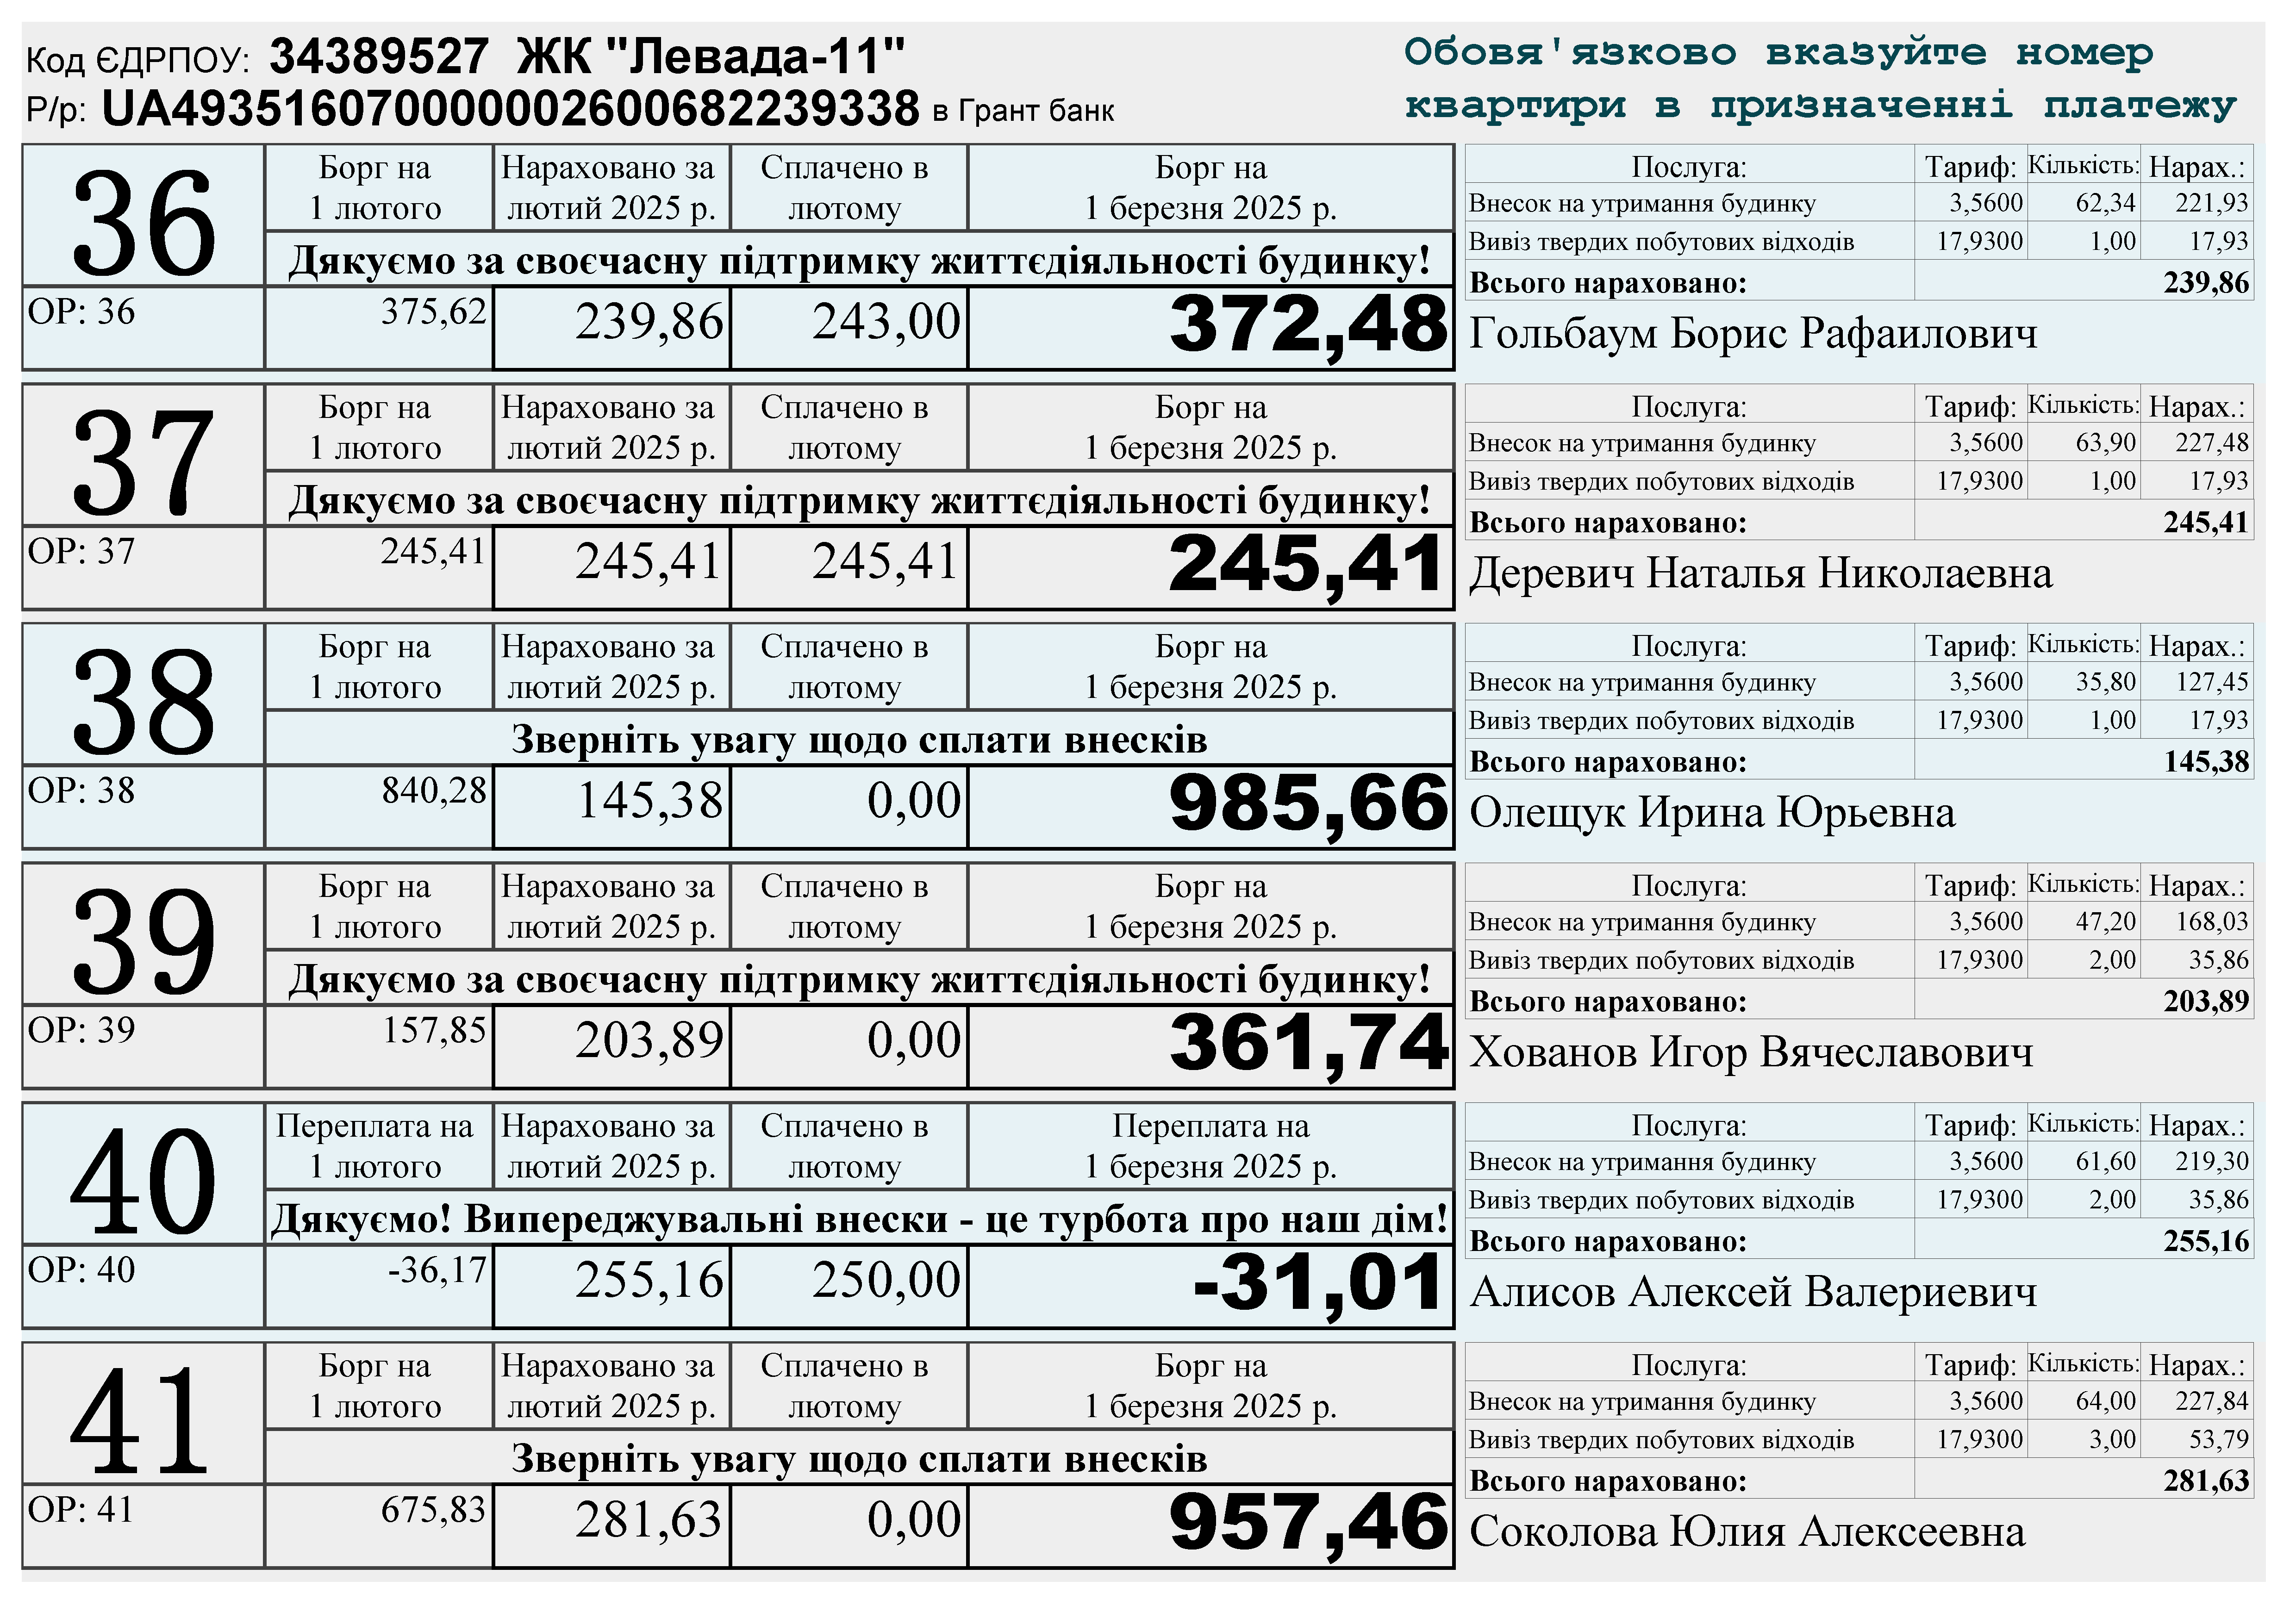 Код ЄДРПОУ: 34389527 ЖК "Левада-11"
Р/р: UA493516070000002600682239338 в Грант банк
Обовя'язково вказуйте номер
квартири в призначенні платежу
36
Борг на 1 лютого
Нараховано за лютий 2025 р.
Сплачено в лютому
Борг на 1 березня 2025 р.
Дякуємо за своєчасну підтримку життєдіяльності будинку!
ОР: 36 375,62 239,86 243,00 372,48
Послуга: Тариф: Кількість: Нарах.:
Внесок на утримання будинку 3,5600 62,34 221,93
Вивіз твердих побутових відходів 17,9300 1,00 17,93
Всього нараховано: 239,86
Гольбаум Борис Рафаилович
37
Борг на 1 лютого
Нараховано за лютий 2025 р.
Сплачено в лютому
Борг на 1 березня 2025 р.
Дякуємо за своєчасну підтримку життєдіяльності будинку!
ОР: 37 245,41 245,41 245,41 245,41
Послуга: Тариф: Кількість: Нарах.:
Внесок на утримання будинку 3,5600 63,90 227,48
Вивіз твердих побутових відходів 17,9300 1,00 17,93
Всього нараховано: 245,41
Деревич Наталья Николаевна
38
Борг на 1 лютого
Нараховано за лютий 2025 р.
Сплачено в лютому
Борг на 1 березня 2025 р.
Зверніть увагу щодо сплати внесків
ОР: 38 840,28 145,38 0,00 985,66
Послуга: Тариф: Кількість: Нарах.:
Внесок на утримання будинку 3,5600 35,80 127,45
Вивіз твердих побутових відходів 17,9300 1,00 17,93
Всього нараховано: 145,38
Олещук Ирина Юрьевна
39
Борг на 1 лютого
Нараховано за лютий 2025 р.
Сплачено в лютому
Борг на 1 березня 2025 р.
Дякуємо за своєчасну підтримку життєдіяльності будинку!
ОР: 39 157,85 203,89 0,00 361,74
Послуга: Тариф: Кількість: Нарах.:
Внесок на утримання будинку 3,5600 47,20 168,03
Вивіз твердих побутових відходів 17,9300 2,00 35,86
Всього нараховано: 203,89
Хованов Игор Вячеславович
40
Переплата на 1 лютого
Нараховано за лютий 2025 р.
Сплачено в лютому
Переплата на 1 березня 2025 р.
Дякуємо! Випереджувальні внески - це турбота про наш дім!
ОР: 40 -36,17 255,16 250,00 -31,01
Послуга: Тариф: Кількість: Нарах.:
Внесок на утримання будинку 3,5600 61,60 219,30
Вивіз твердих побутових відходів 17,9300 2,00 35,86
Всього нараховано: 255,16
Алисов Алексей Валериевич
41
Борг на 1 лютого
Нараховано за лютий 2025 р.
Сплачено в лютому
Борг на 1 березня 2025 р.
Зверніть увагу щодо сплати внесків
ОР: 41 675,83 281,63 0,00 957,46
Послуга: Тариф: Кількість: Нарах.:
Внесок на утримання будинку 3,5600 64,00 227,84
Вивіз твердих побутових відходів 17,9300 3,00 53,79
Всього нараховано: 281,63
Соколова Юлия Алексеевна